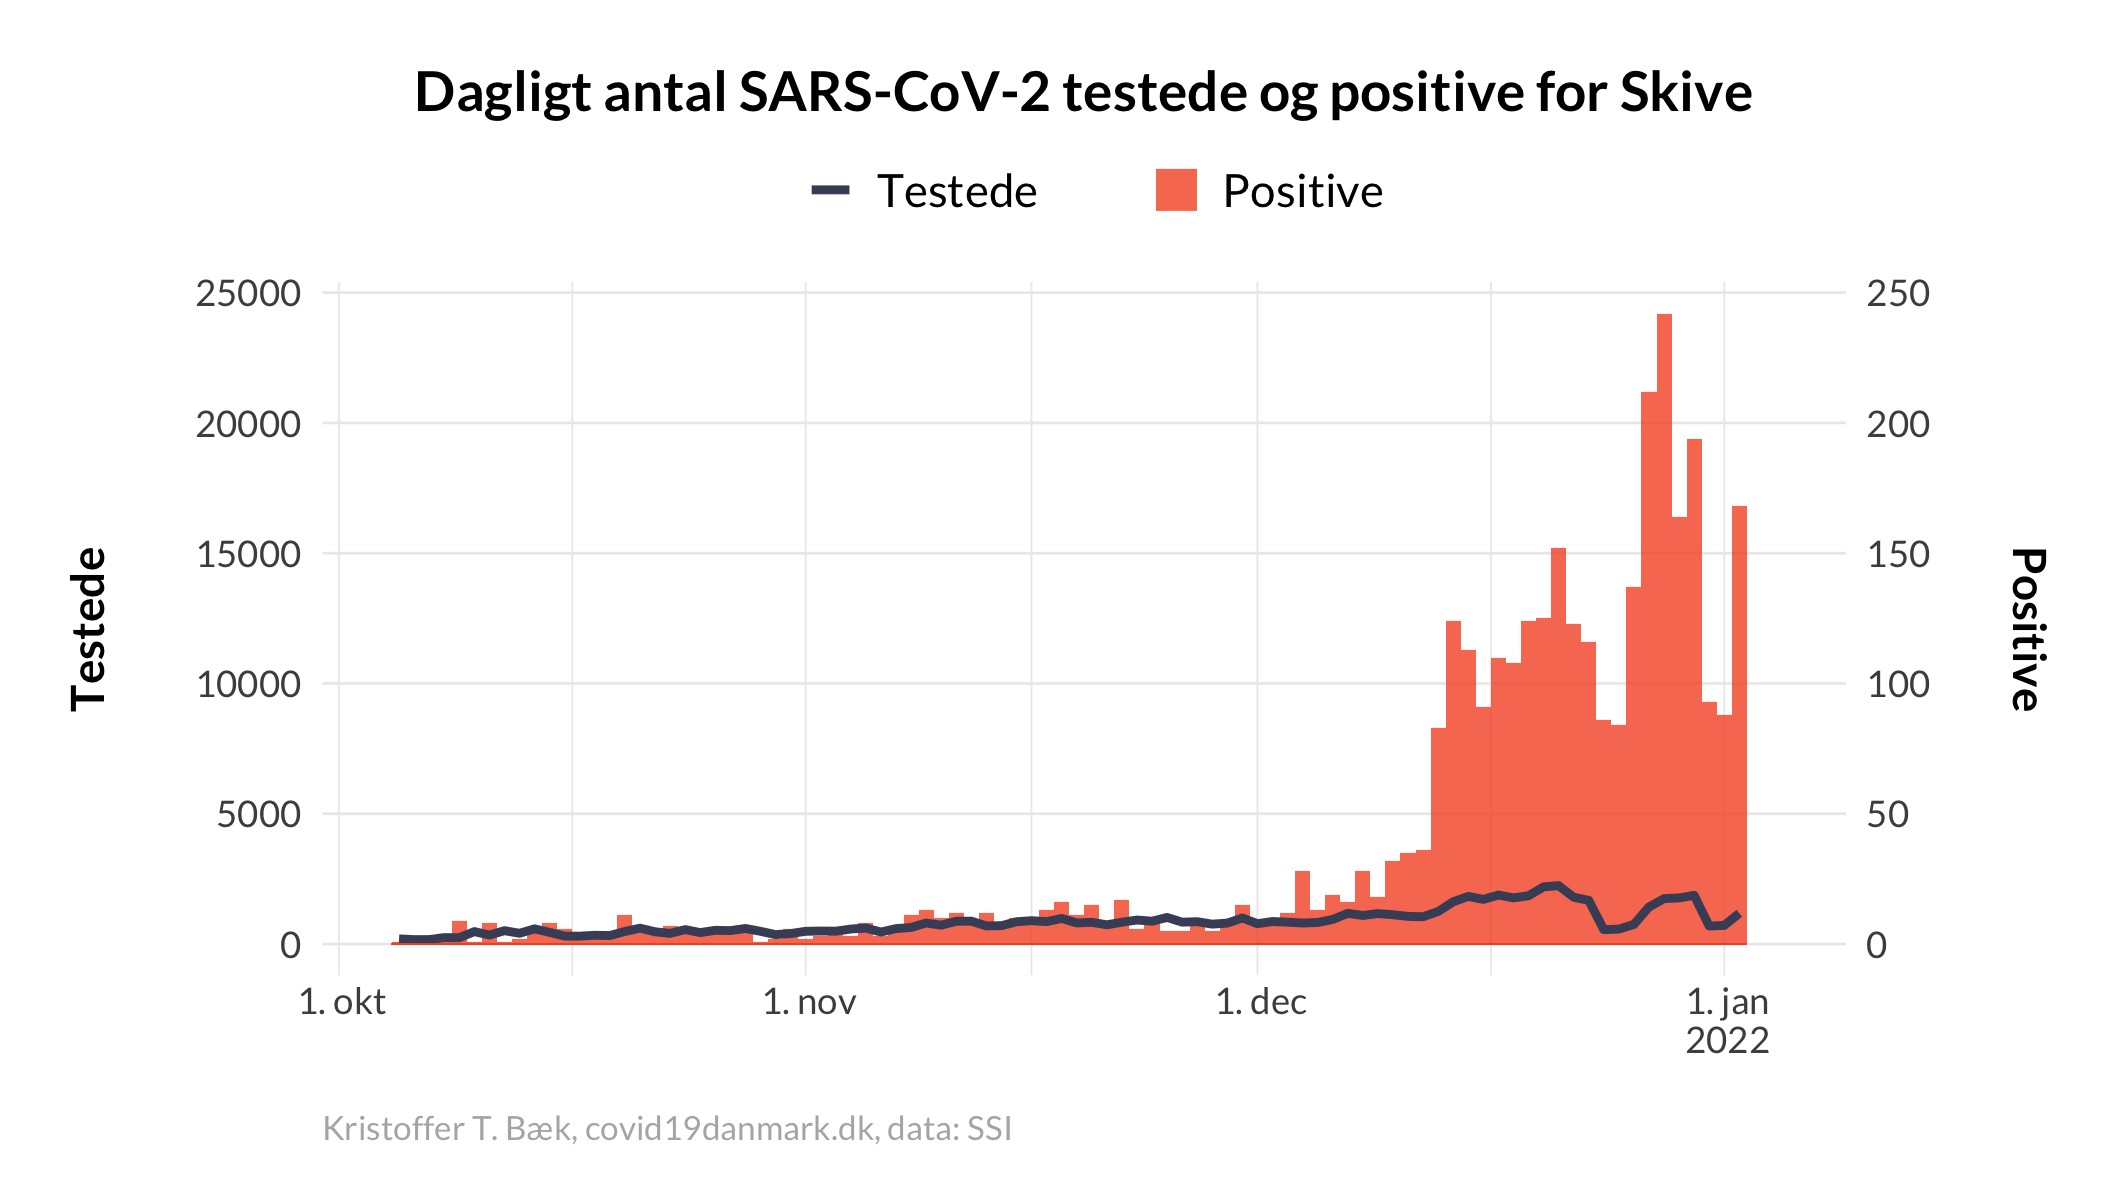 Dagligt antal SARS-CoV-2 testede og positive for Skive
Testede
Positive
25000
20000
15000
10000
5000
0
250
200
150
100
50
0
Testede
Positive
1. okt
1. nov
1. dec
1. jan
2022
Kristoffer T. Bæk, covid19danmark.dk, data: SSI